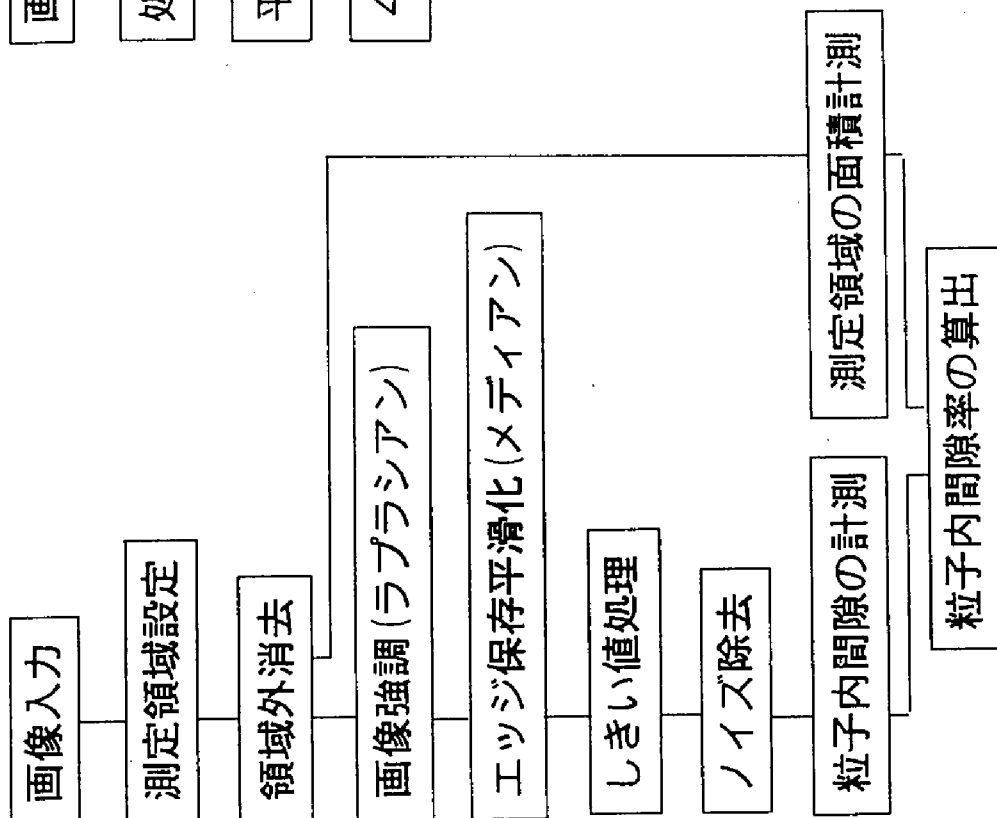 画像入力
測定領域設定
領域外消去
画像強調(ラプラシアン)
エッジ保存平滑化(メディアン)
しきい値処理
ノイズ除去
粒子内間隙の計測
測定領域の面積計測
粒子内間隙率の算出
画
処
平